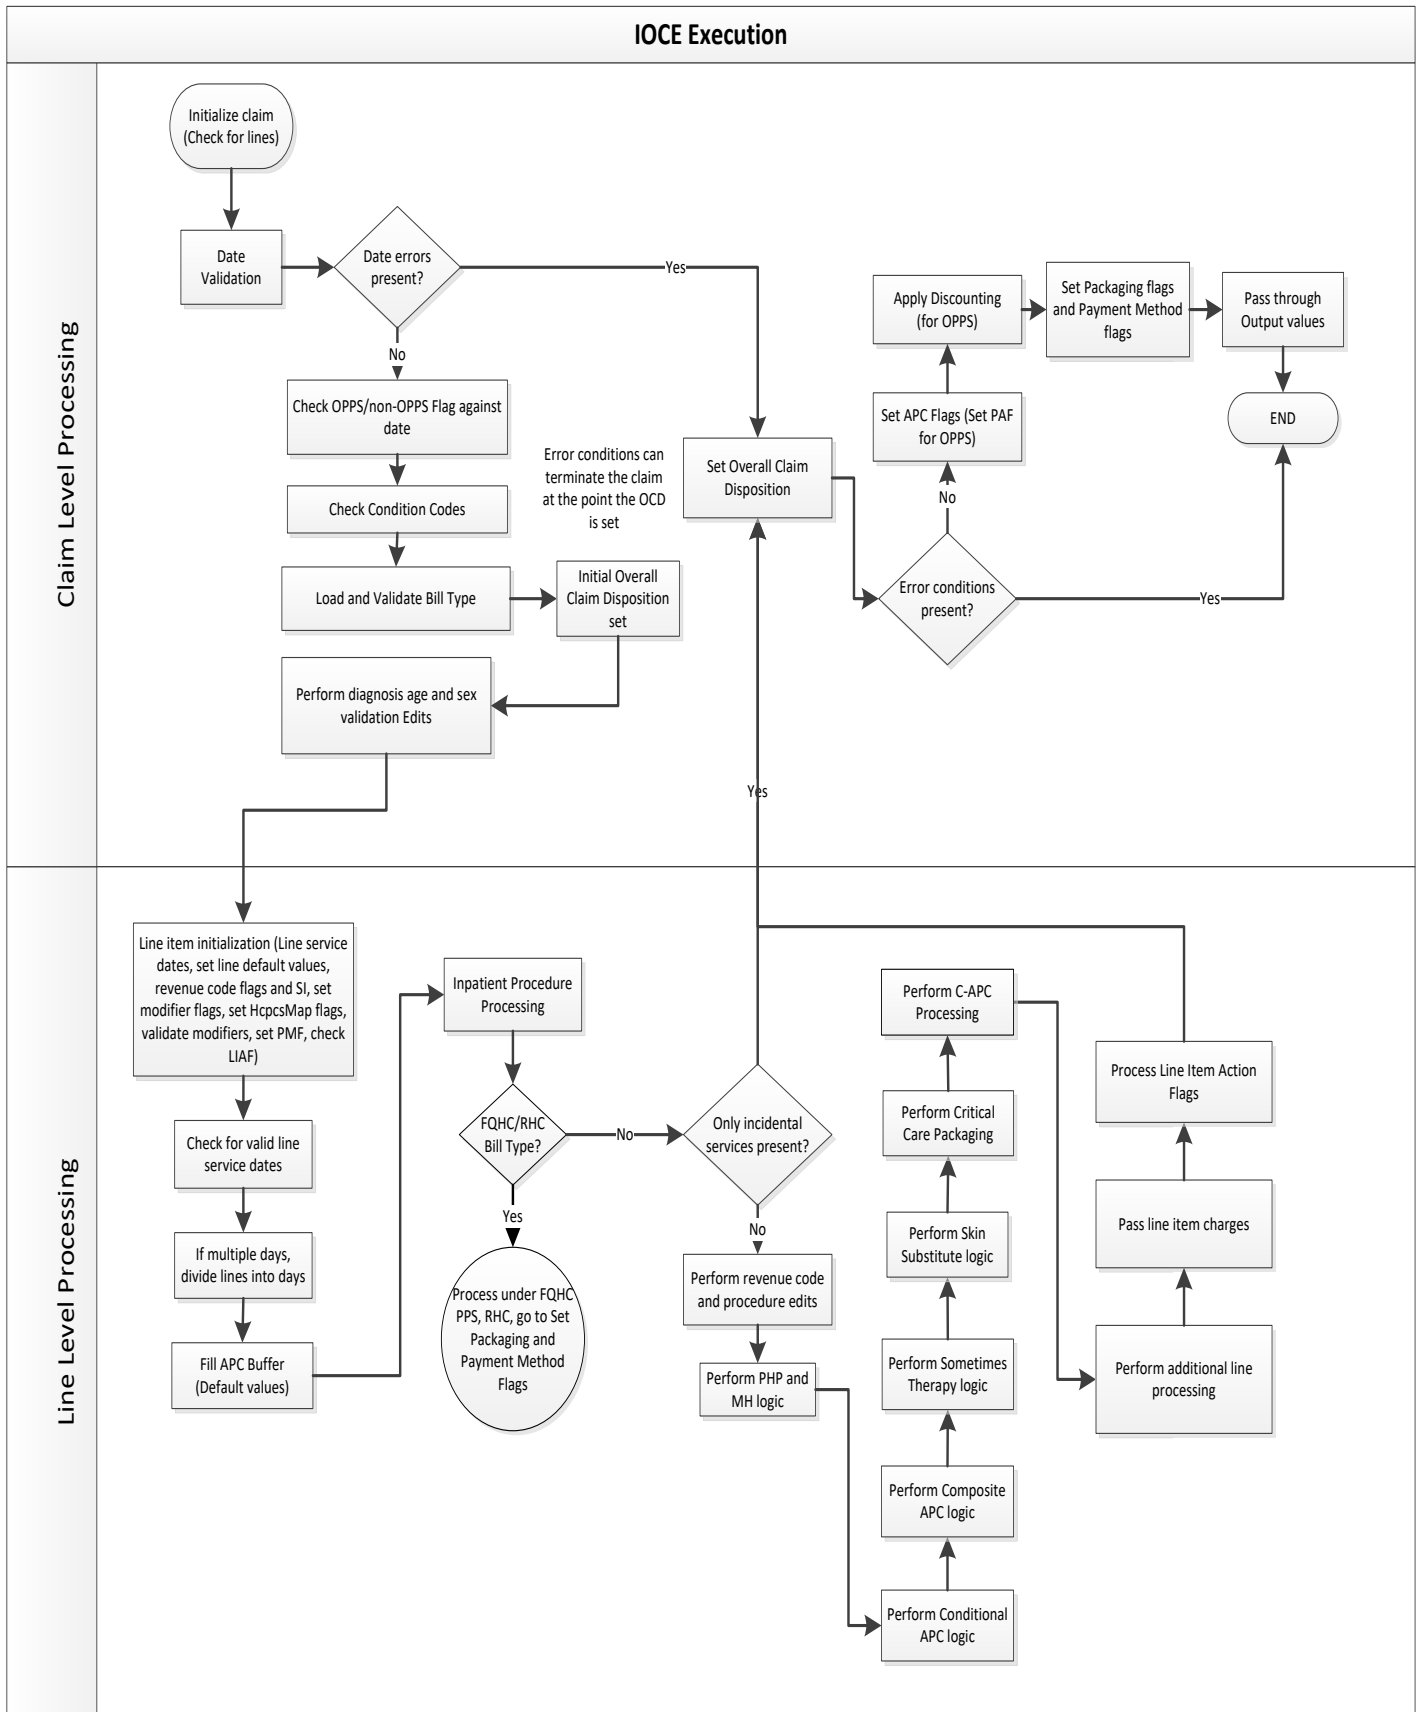 IOCE Execution
Claim Level Processing
Initialize claim
(Check for lines)
Date
Validation
Date errors
present?
Yes
No
Check OPPS/non-OPPS Flag against
date
Check Condition Codes
Load and Validate Bill Type
Initial Overall
Claim Disposition
set
Perform diagnosis age and sex
validation Edits
Error conditions can
terminate the claim
at the point the OCD
is set
Set Overall Claim
Disposition
Error conditions
present?
Yes
No
Set APC Flags (Set PAF
for OPPS)
Apply Discounting
(for OPPS)
Set Packaging flags
and Payment Method
flags
Pass through
Output values
END
Yes
Line Level Processing
Line item initialization (Line service
dates, set line default values,
revenue code flags and SI, set
modifier flags, set HcpcsMap flags,
validate modifiers, set PMF, check
LIAF)
Check for valid line
service dates
If multiple days,
divide lines into days
Fill APC Buffer
(Default values)
Inpatient Procedure
Processing
FQHC/RHC
Bill Type?
No
Yes
Process under FQHC
PPS, RHC, go to Set
Packaging and
Payment Method
Flags
Only incidental
services present?
No
Perform revenue code
and procedure edits
Perform PHP and
MH logic
Perform Conditional
APC logic
Perform Composite
APC logic
Perform Sometimes
Therapy logic
Perform Skin
Substitute logic
Perform Critical
Care Packaging
Perform C-APC
Processing
Perform additional line
processing
Pass line item charges
Process Line Item Action
Flags